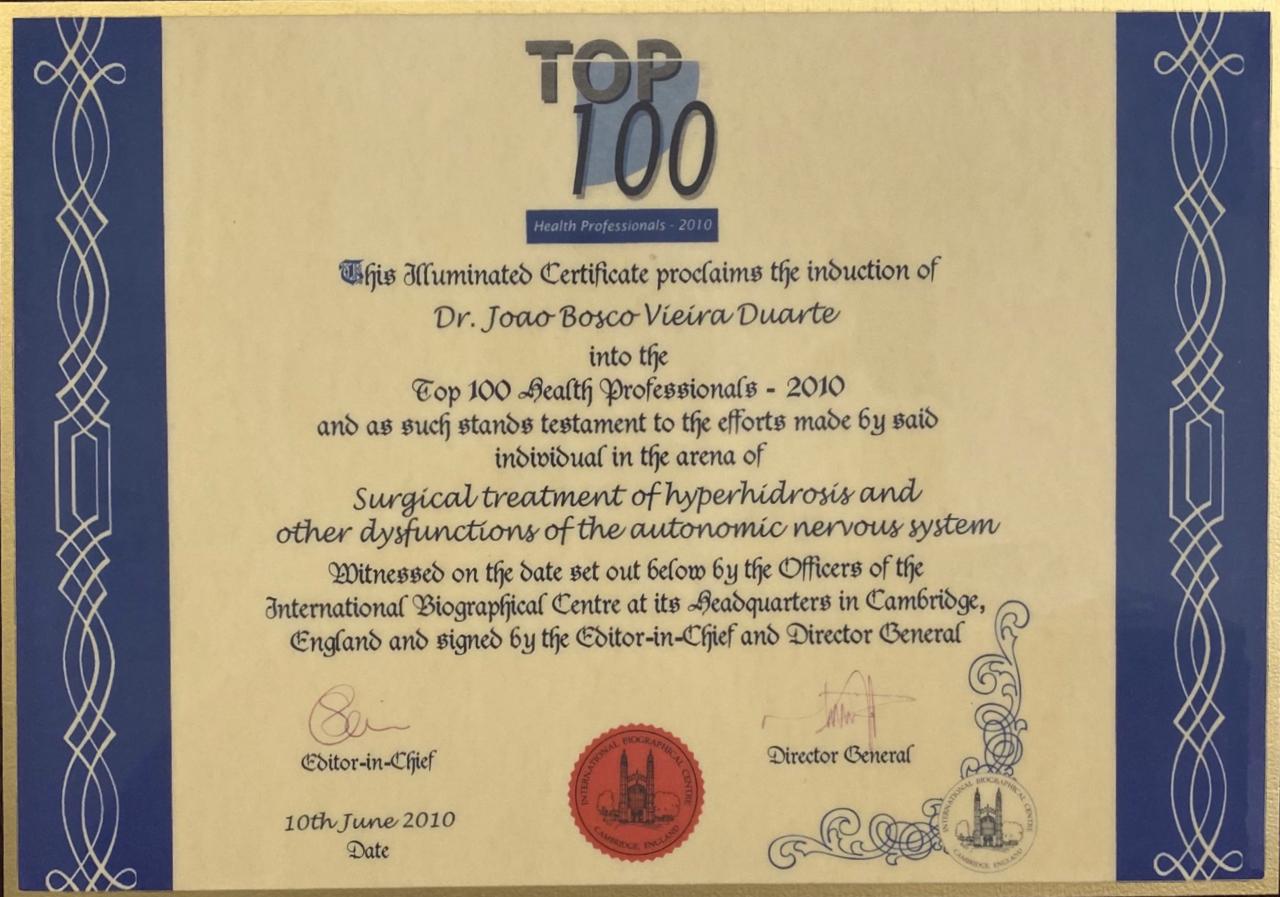 TOP
100
Health Professionals - 2010
This Illuminated Certificate proclaims the induction of
Dr. Joao Bosco Vieira Duarte
into the
Top 100 Health Professionals - 2010
and as such stands testament to the efforts made by said
individual in the arena of
Surgical treatment of hyperhidrosis and
other dysfunctions of the autonomic nervous system
Witnessed on the date set out below by the Officers of the
International Biographical Centre at its Headquarters in Cambridge,
England and signed by the Editor-in-Chief and Director General
Editor-in-Chief
Director General
10th June 2010
Date
INTERNATIONAL BIOGRAPHICAL CENTRE
CAMBRIDGE, ENGLAND
INTERNATIONAL BIOGRAPHICAL CENTRE
CAMBRIDGE, ENGLAND